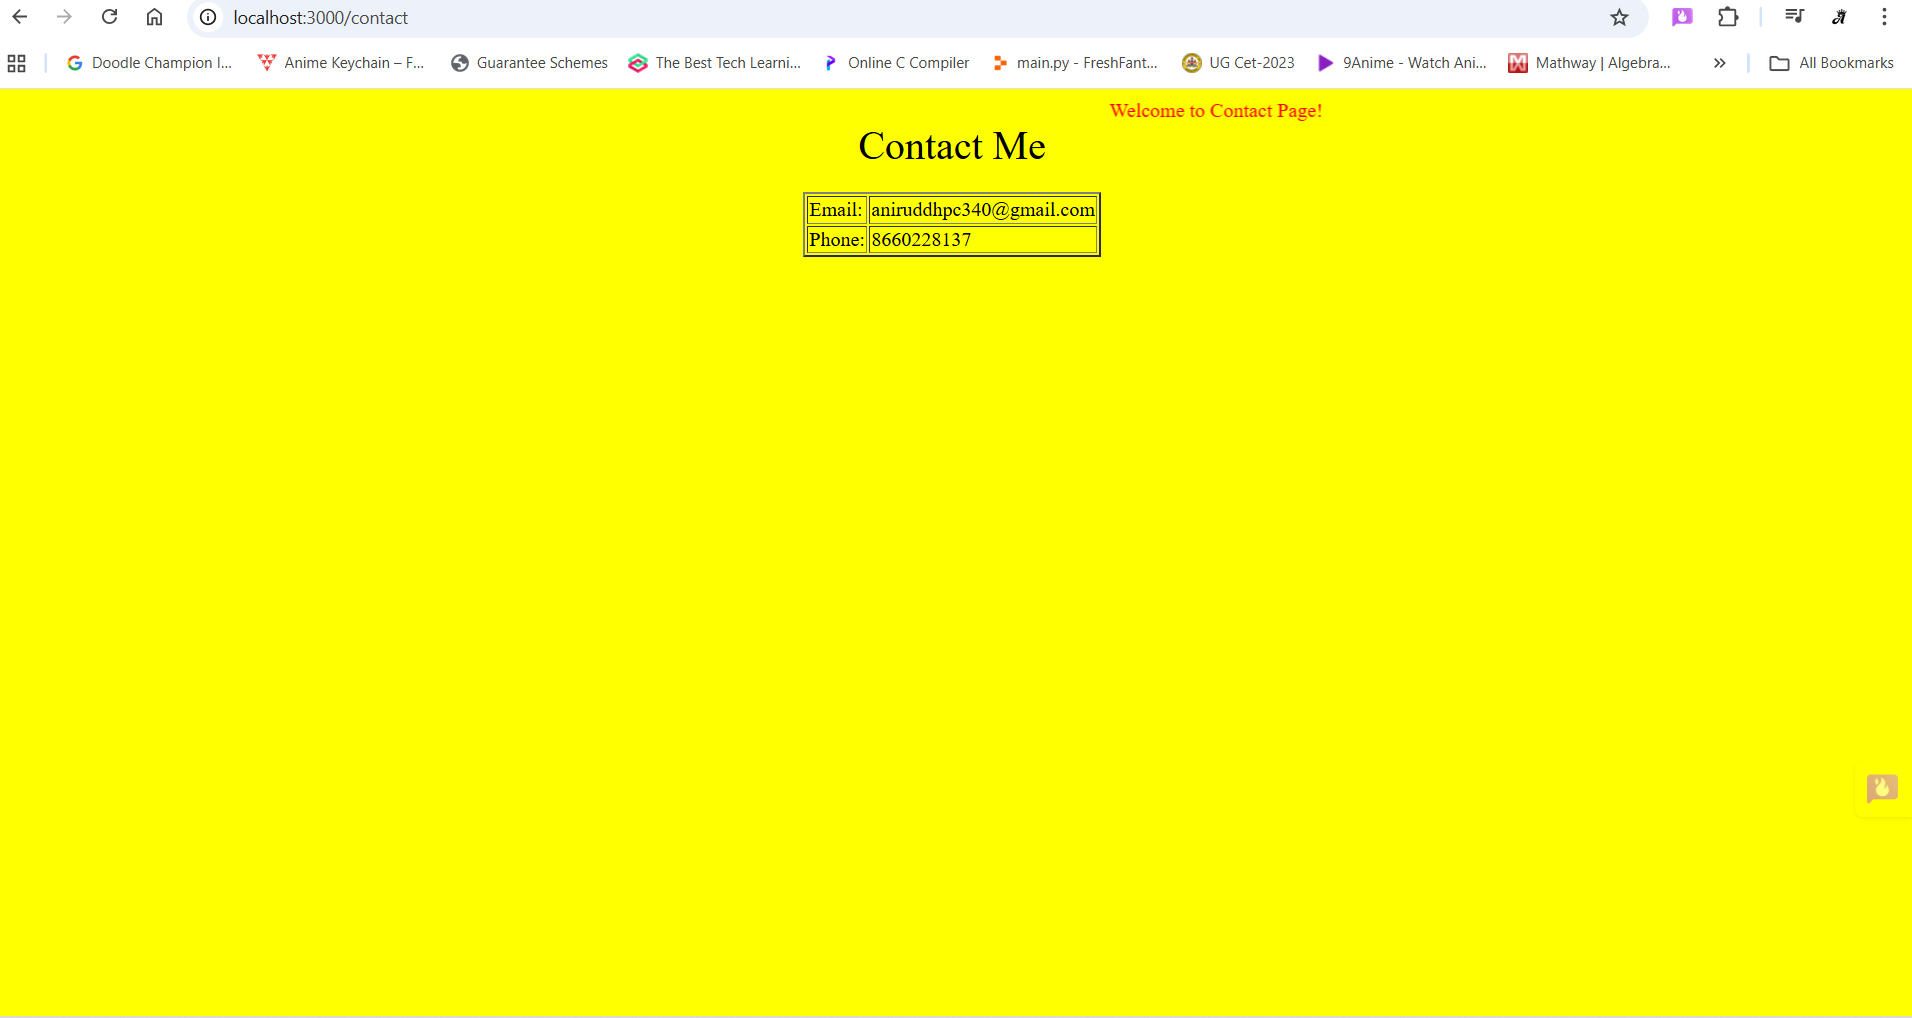 localhost:3000/contact
Doodle Champion I... Anime Keychain – F... Guarantee Schemes The Best Tech Learni... Online C Compiler main.py - FreshFant... UG Cet-2023 9Anime - Watch Ani... Mathway | Algebra... » All Bookmarks
Welcome to Contact Page!
Contact Me
Email: aniruddhpc340@gmail.com
Phone: 8660228137